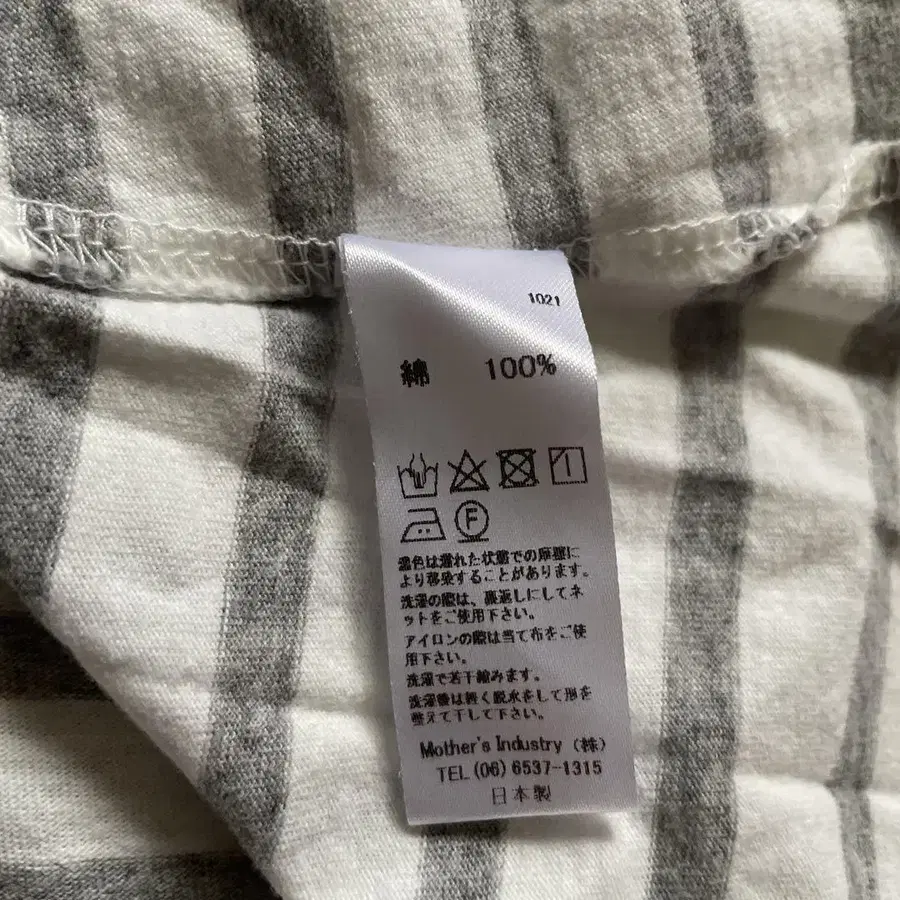 1021
綿 100%
F
濃色は濡れた状態での摩擦に
より移染することがあります。
洗濯の際は、裏返しにしてネ
ットをご使用下さい。
アイロンの際は当て布をご使
用下さい。
洗濯で若干縮みます。
洗濯後は軽く脱水をして形を
整えて干して下さい。
Mother's Industry (株)
TEL (06) 6537-1315
日本製